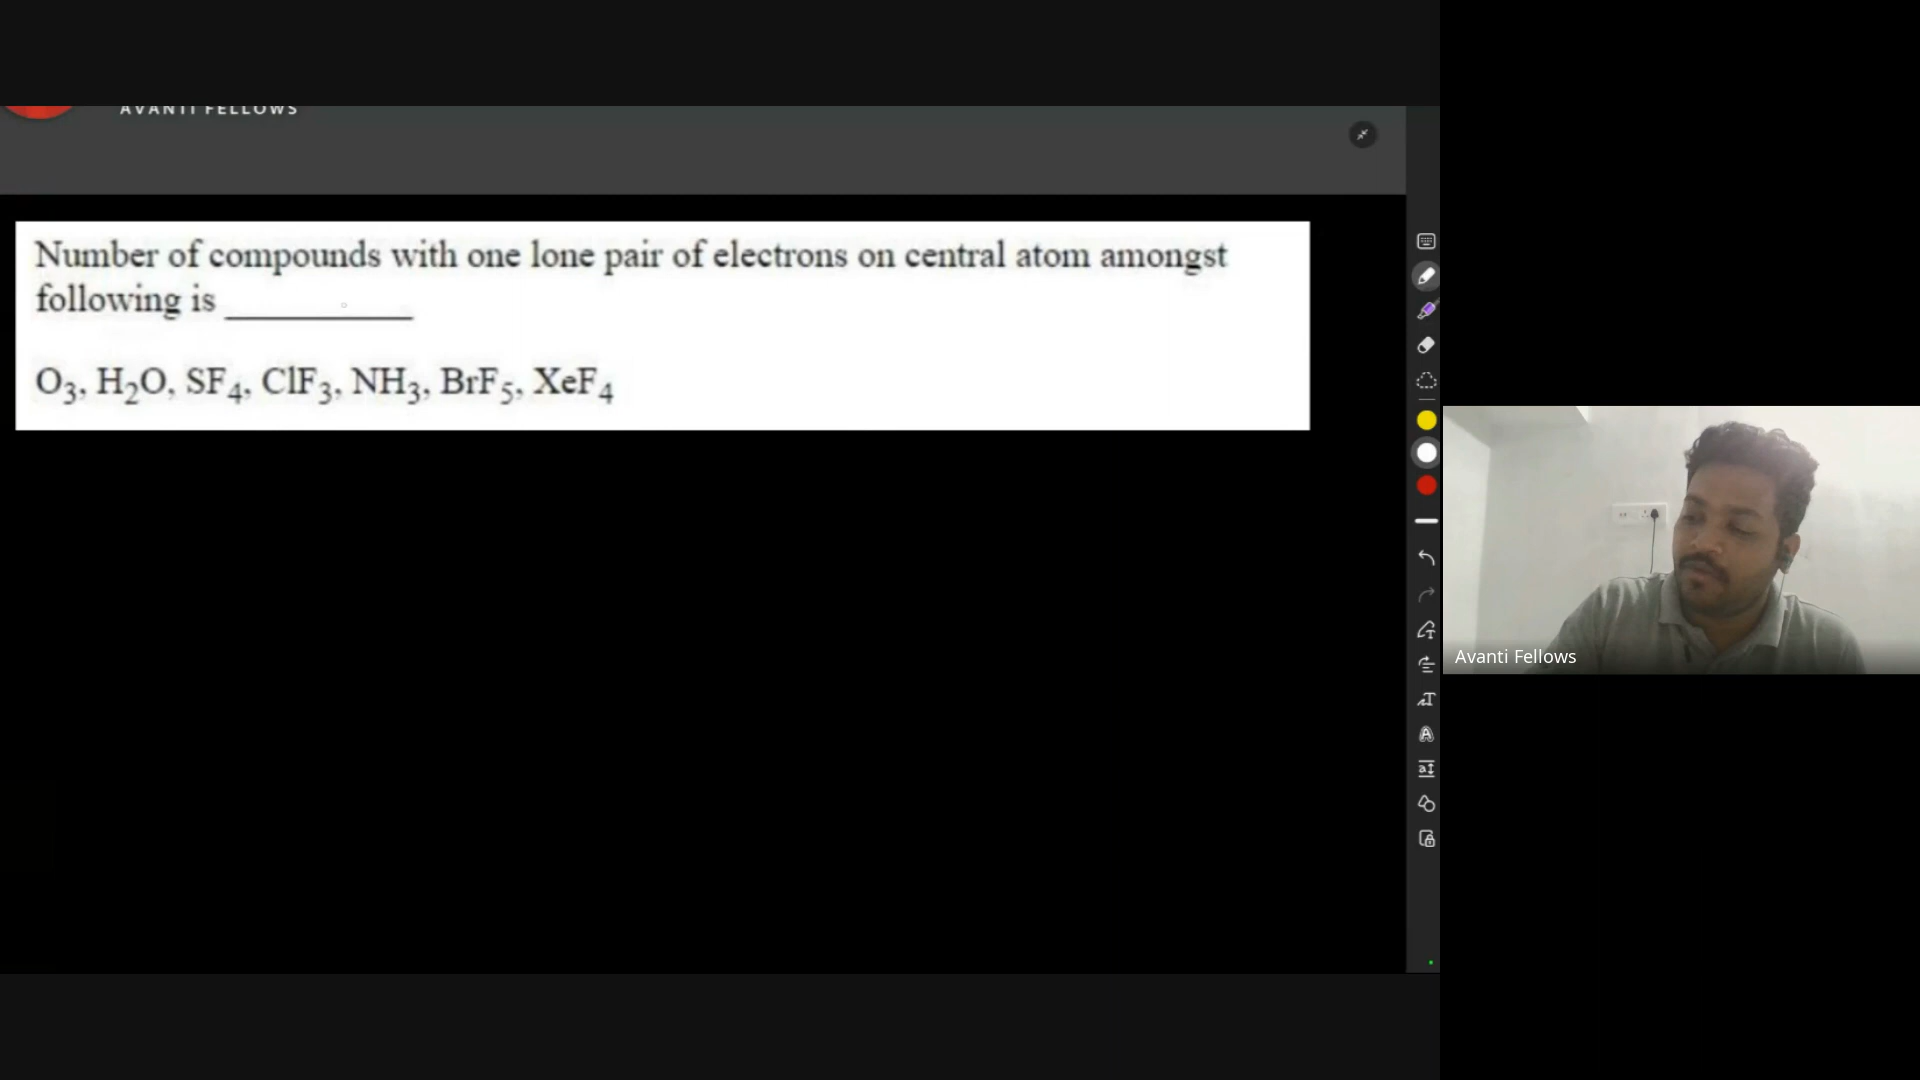 AVANTI FELLOWS
Number of compounds with one lone pair of electrons on central atom amongst
following is __________
O₃, H₂O, SF₄, ClF₃, NH₃, BrF₅, XeF₄
Avanti Fellows